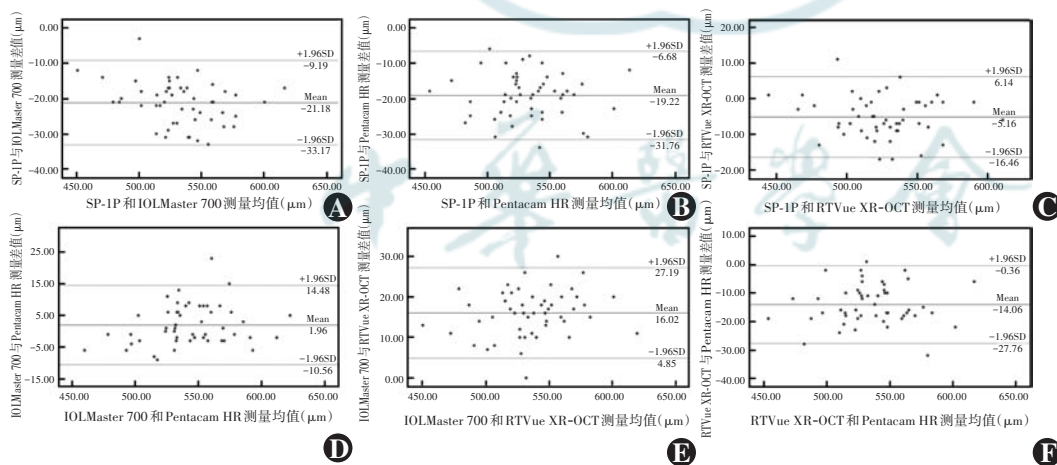 0.00
-10.00
-20.00
-30.00
-40.00
SP-1P与IOLMaster 700 测量差值(μm)
+1.96SD
-9.19
Mean
-21.18
-1.96SD
-33.17
450.00 500.00 550.00 600.00 650.00
SP-1P和IOLMaster 700测量均值(μm)
A
0.00
-10.00
-20.00
-30.00
-40.00
SP-1P与Pentacam HR 测量差值(μm)
+1.96SD
-6.68
Mean
-19.22
-1.96SD
-31.76
450.00 500.00 550.00 600.00 650.00
SP-1P和Pentacam HR测量均值(μm)
B
20.00
10.00
0.00
-10.00
-20.00
SP-1P与RTVue XR-OCT 测量差值(μm)
+1.96SD
6.14
Mean
-5.16
-1.96SD
-16.46
450.00 500.00 550.00 600.00 650.00
SP-1P和RTVue XR-OCT测量均值(μm)
C
25.00
15.00
5.00
-5.00
-15.00
IOLMaster 700与Pentacam HR 测量差值(μm)
+1.96SD
14.48
Mean
1.96
-1.96SD
-10.56
450.00 500.00 550.00 600.00 650.00
IOLMaster 700和Pentacam HR测量均值(μm)
D
40.00
30.00
20.00
10.00
0.00
IOLMaster 700与RTVue XR-OCT 测量差值(μm)
+1.96SD
27.19
Mean
16.02
-1.96SD
4.85
450.00 500.00 550.00 600.00 650.00
IOLMaster 700和RTVue XR-OCT测量均值(μm)
E
10.00
0.00
-10.00
-20.00
-30.00
-40.00
RTVue XR-OCT与Pentacam HR 测量差值(μm)
+1.96SD
-0.36
Mean
-14.06
-1.96SD
-27.76
450.00 500.00 550.00 600.00 650.00
RTVue XR-OCT和Pentacam HR测量均值(μm)
F
中華醫學會